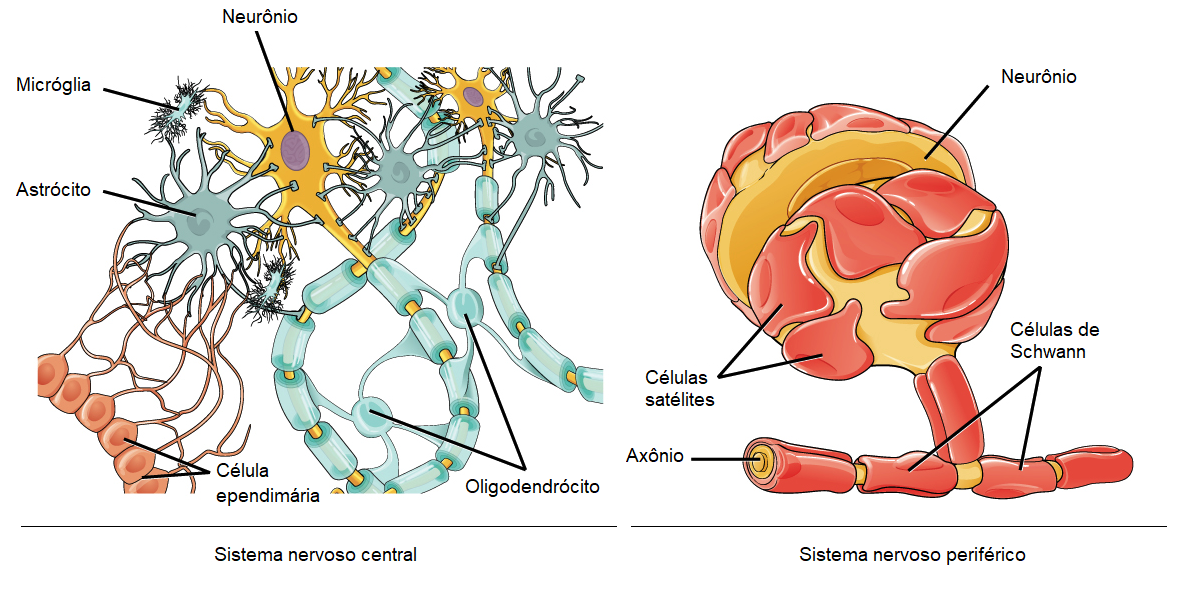 Neurônio
Micróglia
Astrócito
Célula
ependimária
Oligodendrócito
Sistema nervoso central
Neurônio
Células de
Schwann
Células
satélites
Axônio
Sistema nervoso periférico